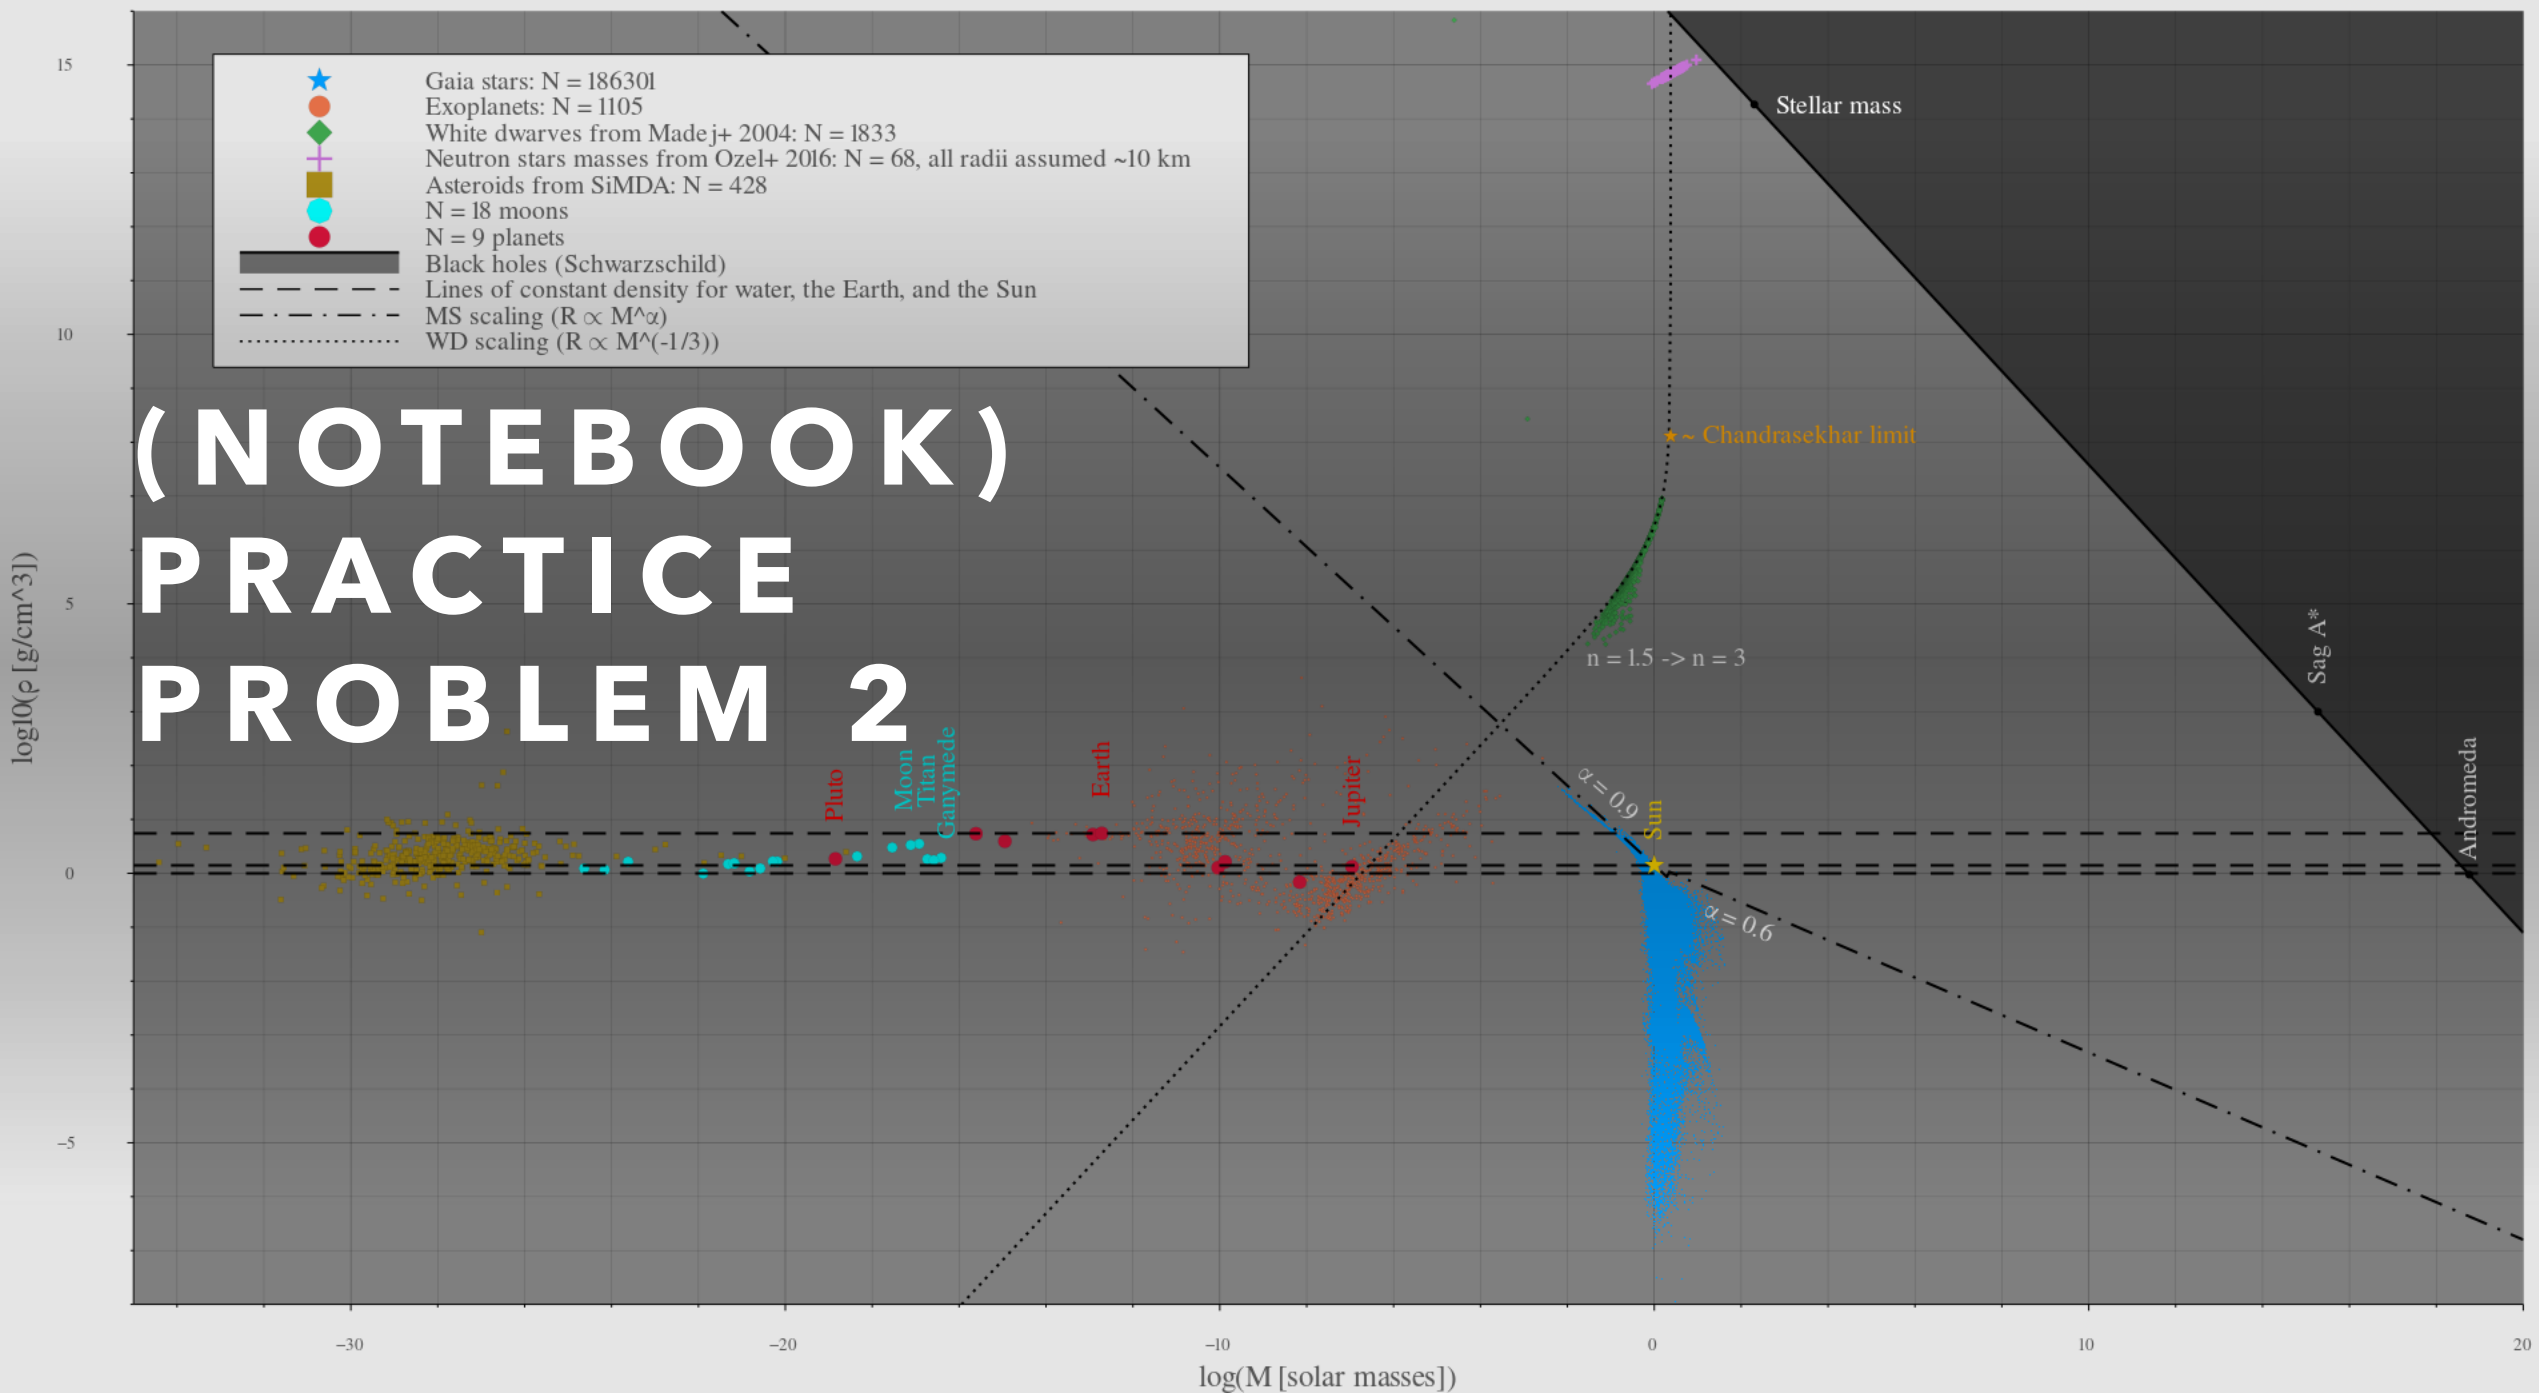 15
Gaia stars: N = 186301
Exoplanets: N = 1105
White dwarves from Madej+ 2004: N = 1833
Neutron stars masses from Ozel+ 2016: N = 68, all radii assumed ~10 km
Asteroids from SiMDA: N = 428
N = 18 moons
N = 9 planets
Black holes (Schwarzschild)
Lines of constant density for water, the Earth, and the Sun
MS scaling (R ∝ M^α)
WD scaling (R ∝ M^(-1/3))
Stellar mass
10
(NOTEBOOK)
PRACTICE
PROBLEM 2
~ Chandrasekhar limit
5
n = 1.5 -> n = 3
Sag A*
log10(ρ [g/cm^3])
Pluto
Moon
Titan
Ganymede
Earth
Jupiter
α = 0.9
Sun
Andromeda
0
α = 0.6
−5
−30
−20
−10
0
10
20
log(M [solar masses])